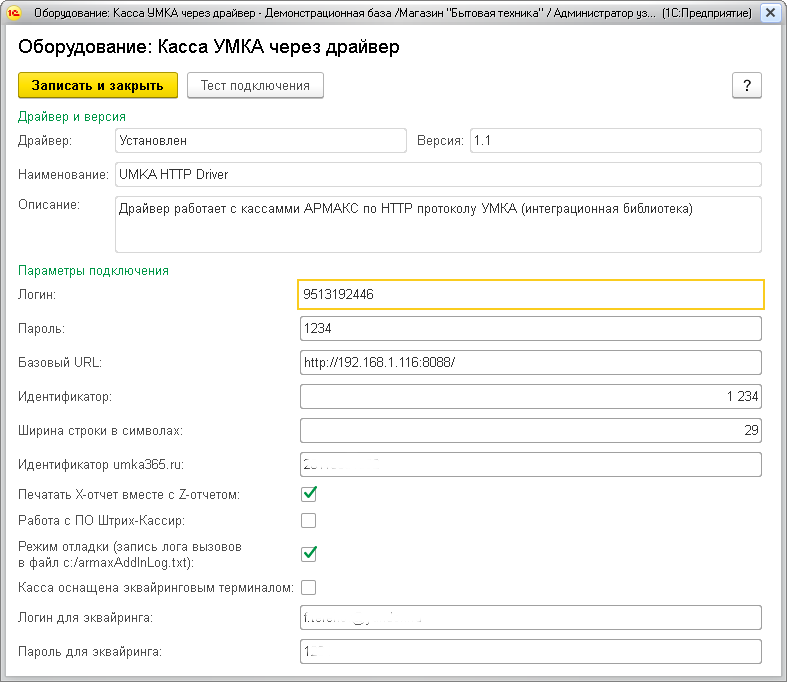 Оборудование: Касса УМКА через драйвер - Демонстрационная база /Магазин "Бытовая техника" / Администратор уз... (1С:Предприятие)
Оборудование: Касса УМКА через драйвер
Записать и закрыть Тест подключения ?
Драйвер и версия
Драйвер: Установлен Версия: 1.1
Наименование: UMKA HTTP Driver
Описание: Драйвер работает с кассамми АРМАКС по HTTP протоколу УМКА (интеграционная библиотека)
Параметры подключения
Логин: 9513192446
Пароль: 1234
Базовый URL: http://192.168.1.116:8088/
Идентификатор: 1 234
Ширина строки в символах: 29
Идентификатор umka365.ru:
Печатать X-отчет вместе с Z-отчетом:
Работа с ПО Штрих-Кассир:
Режим отладки (запись лога вызовов
в файл c:/armaxAddInLog.txt):
Касса оснащена эквайринговым терминалом:
Логин для эквайринга:
Пароль для эквайринга: